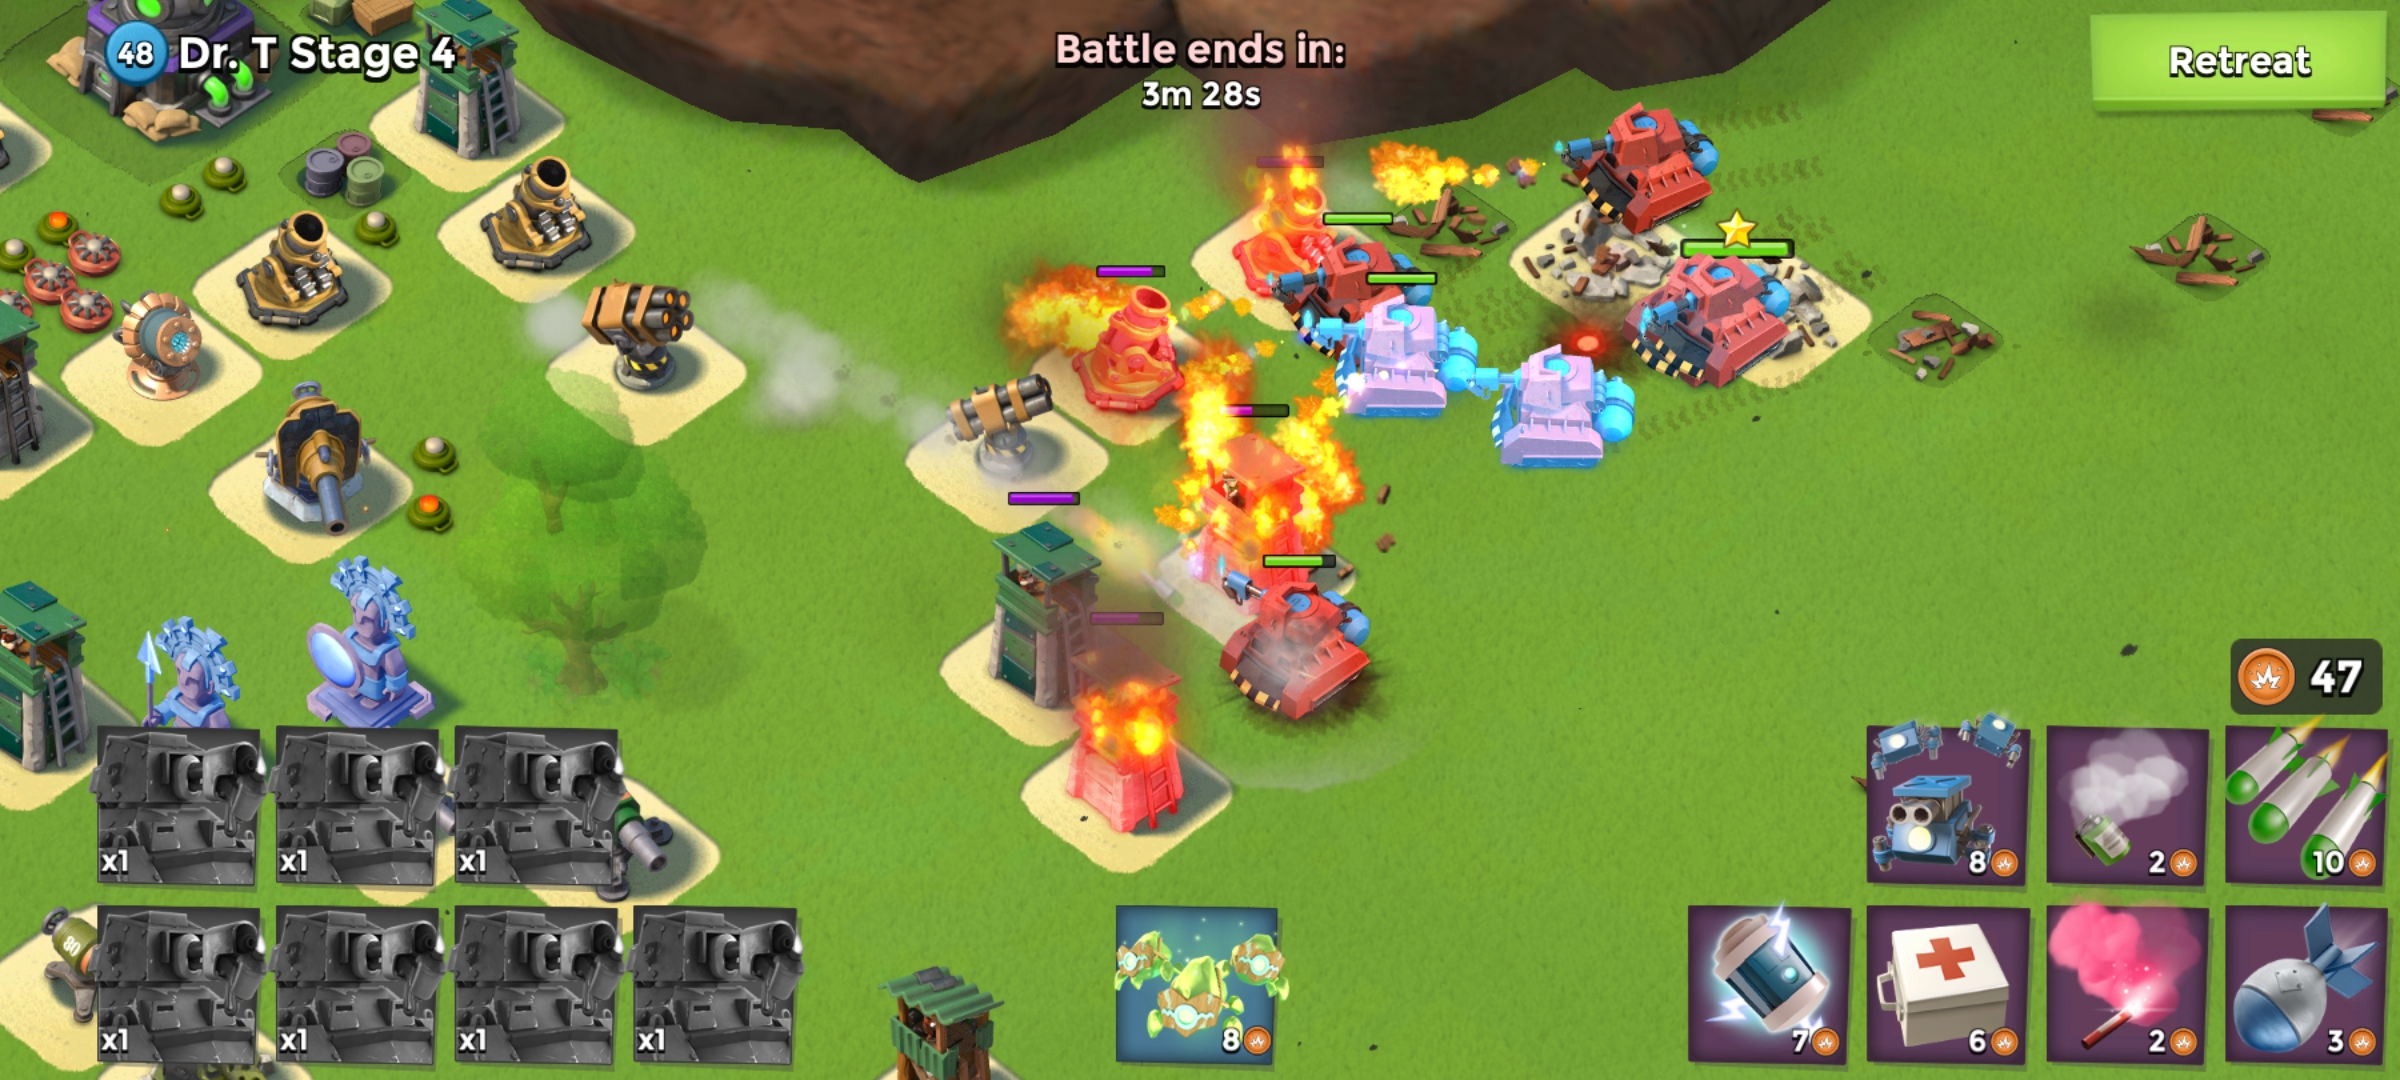 48 Dr. T Stage 4
Battle ends in:
3m 28s
Retreat
47
x1 x1 x1
8 2 10
80
x1 x1 x1 x1
8
7 6 2 3